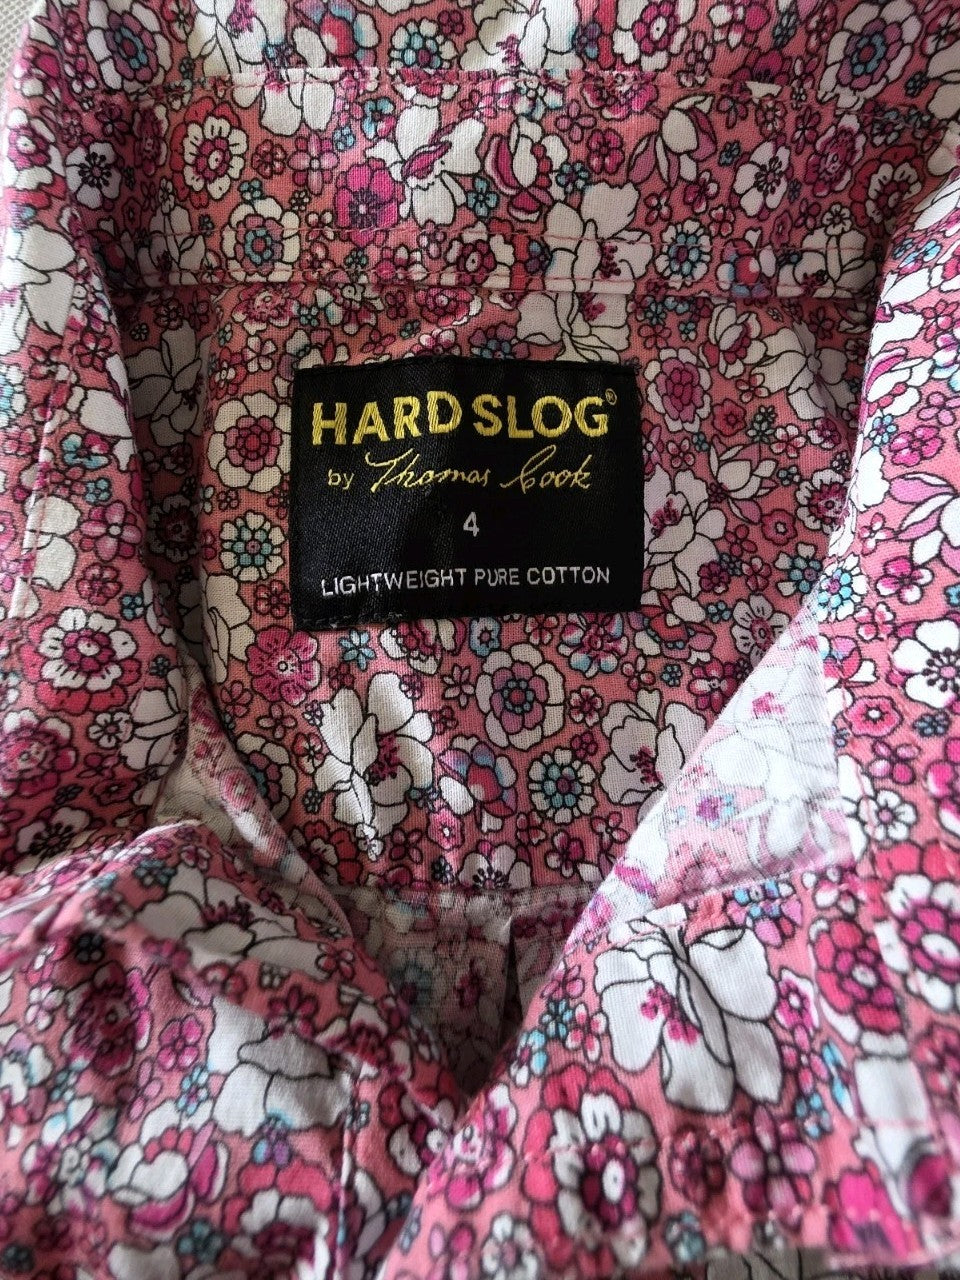 HARD SLOG®
by Thomas Cook
4
LIGHTWEIGHT PURE COTTON